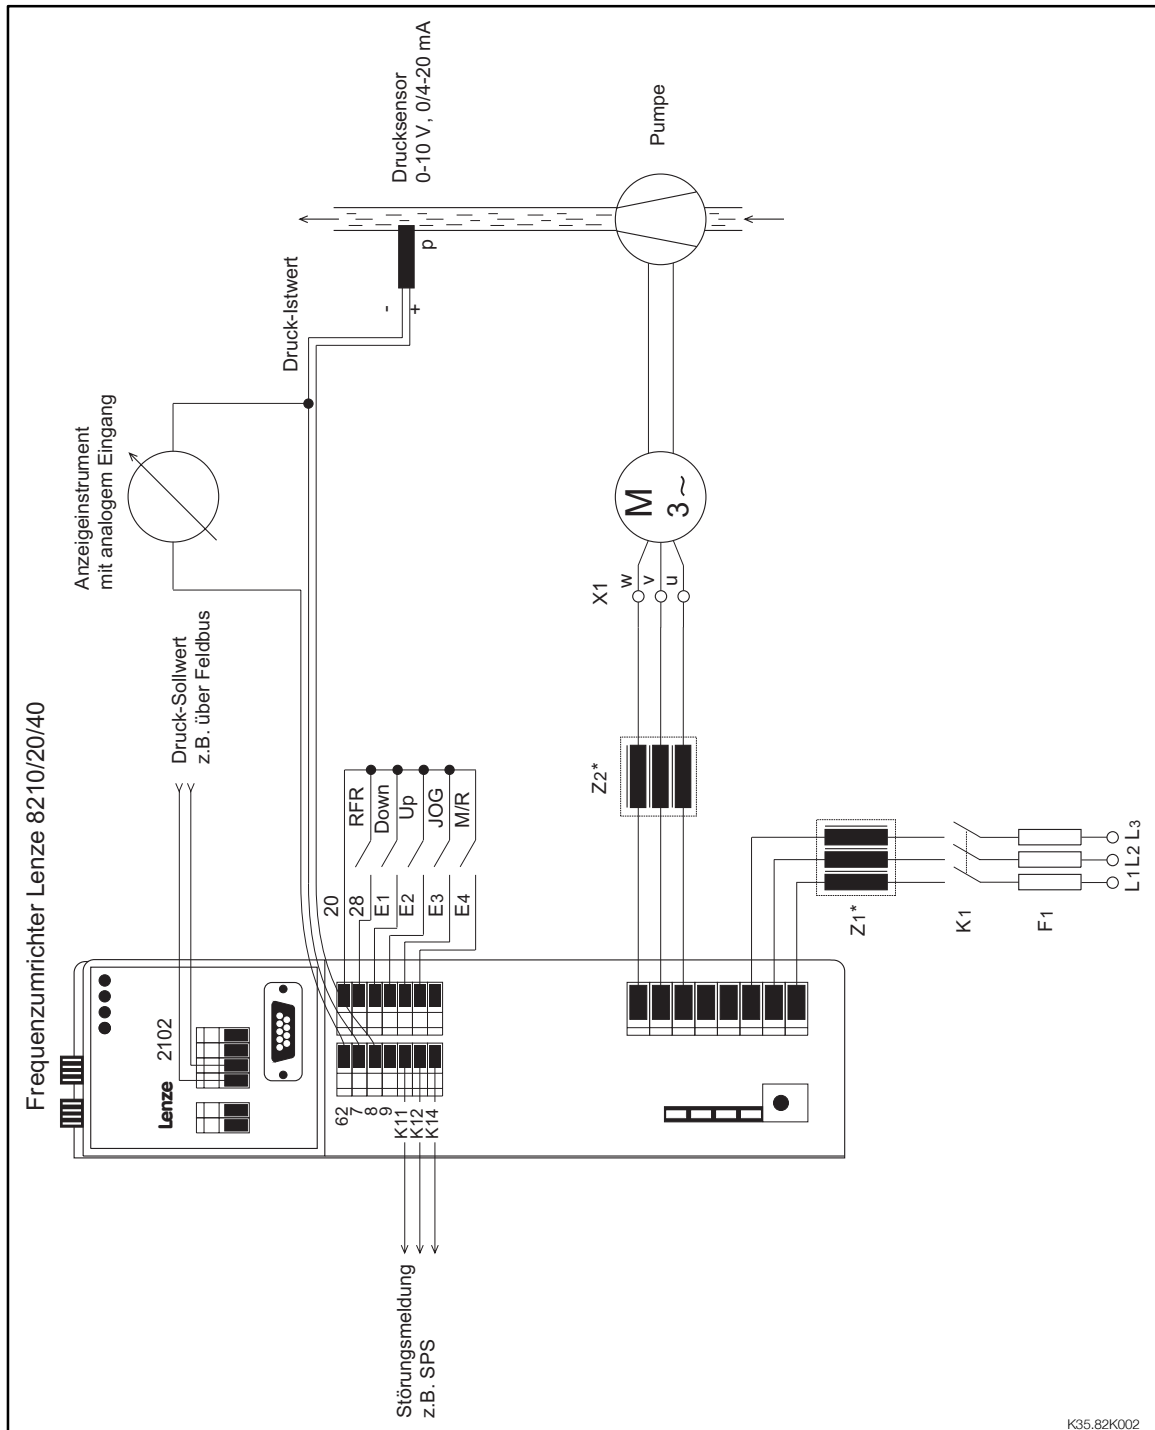 Frequenzumrichter Lenze 8210/20/40
Druck-Sollwert
z.B. über Feldbus
Anzeigeinstrument
mit analogem Eingang
Druck-Istwert
Drucksensor
0-10 V, 0/4-20 mA
-
+
p
Pumpe
Lenze
2102
20
28
E1
E2
E3
E4
RFR
Down
Up
JOG
M/R
62
7
8
9
K11
K12
K14
Störungsmeldung
z.B. SPS
Z2*
X1
w
v
u
M
3~
Z1*
K1
F1
L1 L2 L3
K35.82K002